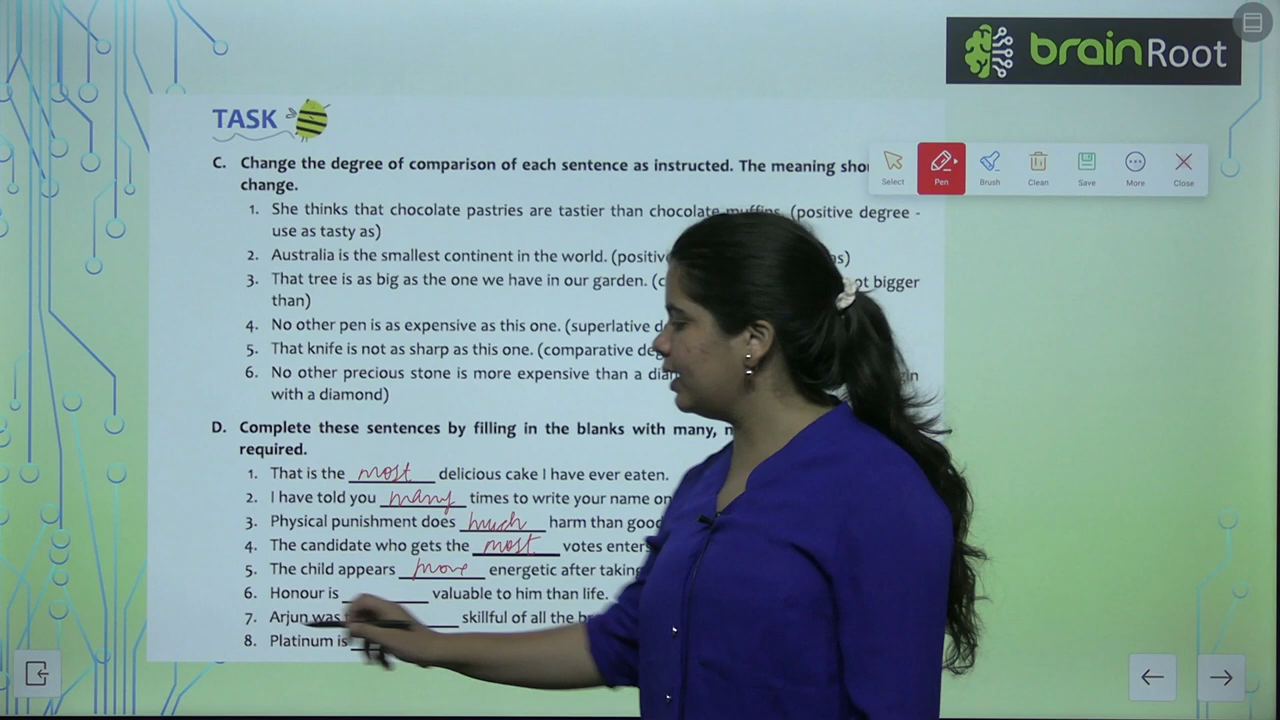 brainRoot
TASK
Select Pen Brush Clean Save More Close
C. Change the degree of comparison of each sentence as instructed. The meaning
change.
1. She thinks that chocolate pastries are tastier than chocolate muffins. (positive degree -
use as tasty as)
2. Australia is the smallest continent in the world.
3. That tree is as big as the one we have in our garden. bigger
than)
4. No other pen is as expensive as this one. (superlative
5. That knife is not as sharp as this one. (comparative
6. No other precious stone is more expensive than a
with a diamond)
D. Complete these sentences by filling in the blanks with many,
required.
1. That is the most delicious cake I have ever eaten.
2. I have told you many times to write your name on
3. Physical punishment does much harm than good
4. The candidate who gets the most votes enters
5. The child appears more energetic after taking
6. Honour is ________ valuable to him than life.
7. Arjun was ________ skillful of all the
8. Platinum is